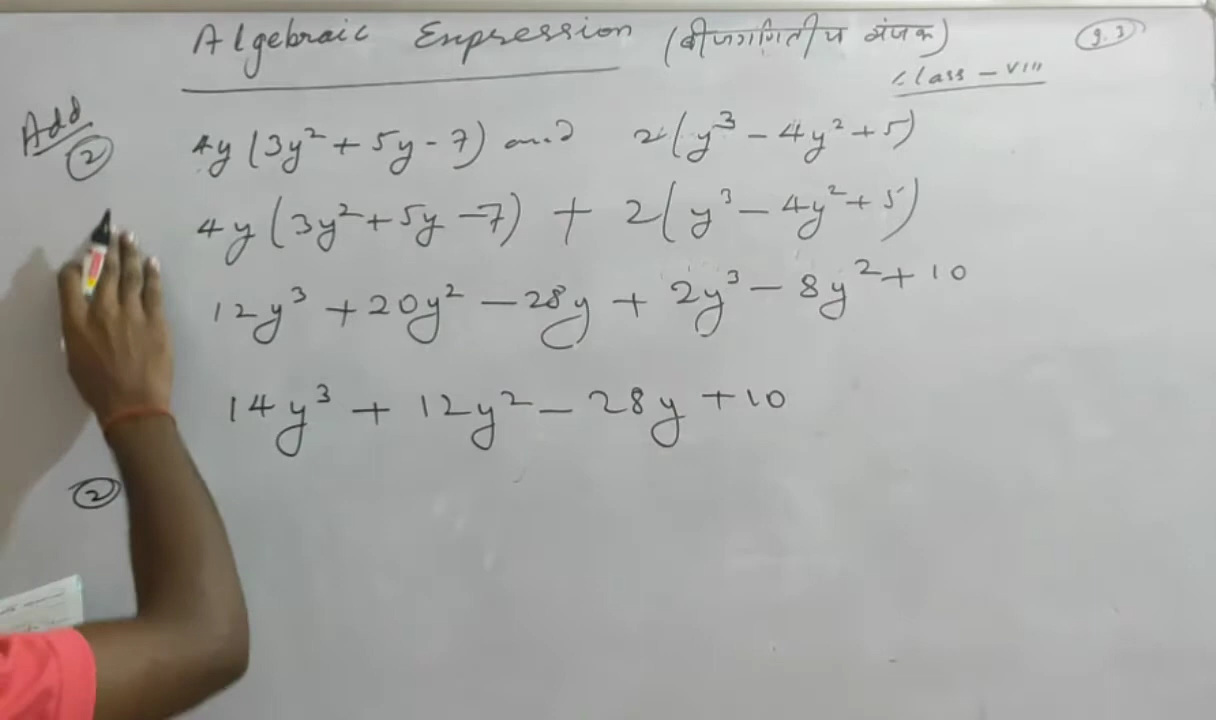 Algebraic Expression (बीजगणितीय व्यंजक) 9.3
Class - VIII
Add
② 4y (3y² + 5y - 7) and 2(y³ - 4y² + 5)
4y (3y² + 5y - 7) + 2(y³ - 4y² + 5)
12y³ + 20y² - 28y + 2y³ - 8y² + 10
14y³ + 12y² - 28y + 10
②